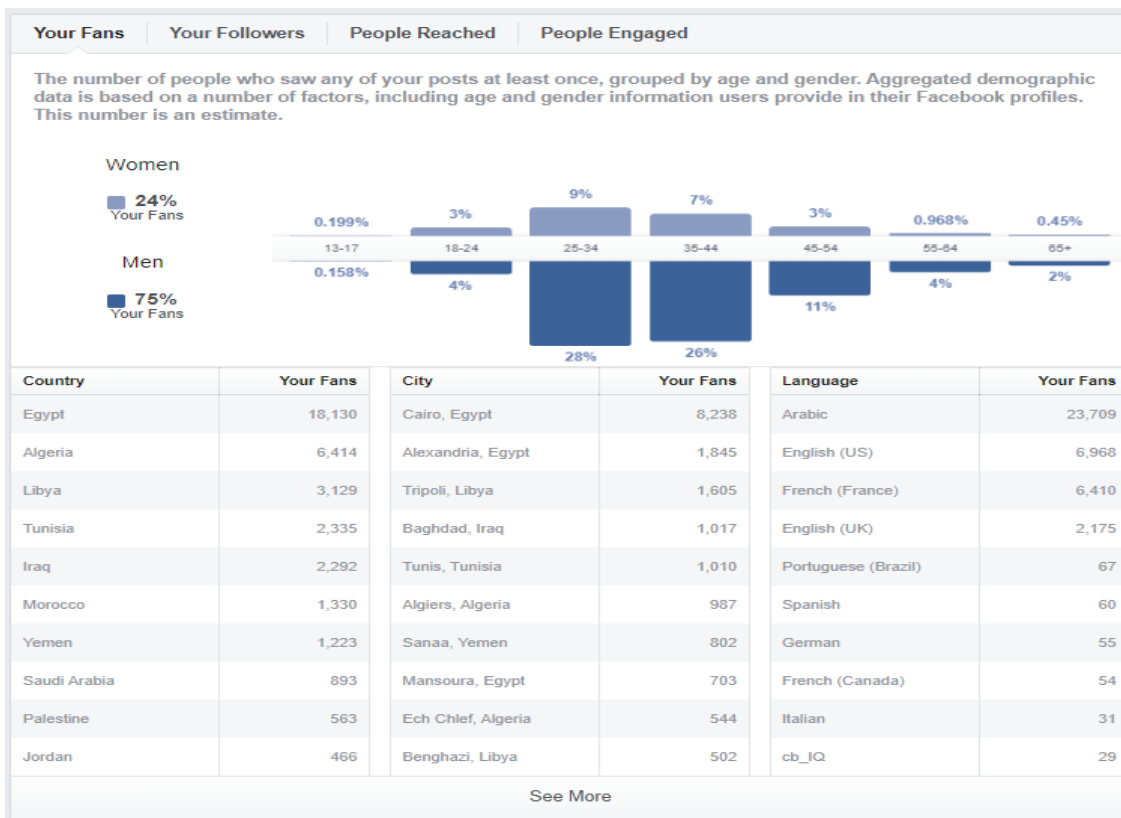 Your Fans Your Followers People Reached People Engaged
The number of people who saw any of your posts at least once, grouped by age and gender. Aggregated demographic
data is based on a number of factors, including age and gender information users provide in their Facebook profiles.
This number is an estimate.
Women
24%
Your Fans
0.199% 3% 9% 7% 3% 0.968% 0.45%
13-17 18-24 25-34 35-44 45-54 55-64 65+
Men
75%
Your Fans
0.158% 4% 28% 26% 11% 4% 2%
Country Your Fans City Your Fans Language Your Fans
Egypt 18,130 Cairo, Egypt 8,238 Arabic 23,709
Algeria 6,414 Alexandria, Egypt 1,845 English (US) 6,968
Libya 3,129 Tripoli, Libya 1,605 French (France) 6,410
Tunisia 2,335 Baghdad, Iraq 1,017 English (UK) 2,175
Iraq 2,292 Tunis, Tunisia 1,010 Portuguese (Brazil) 67
Morocco 1,330 Algiers, Algeria 987 Spanish 60
Yemen 1,223 Sanaa, Yemen 802 German 55
Saudi Arabia 893 Mansoura, Egypt 703 French (Canada) 54
Palestine 563 Ech Chlef, Algeria 544 Italian 31
Jordan 466 Benghazi, Libya 502 cb_IQ 29
See More